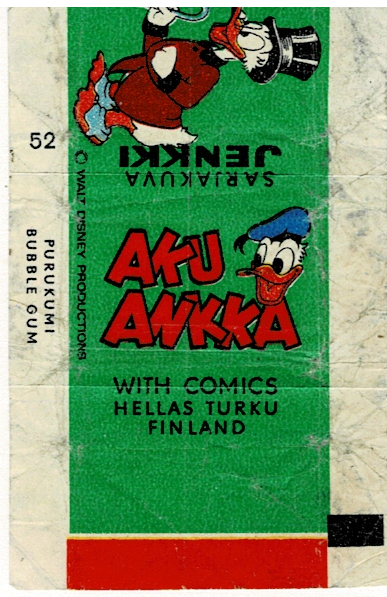 JENKKI
SARJAKUVA
52
© WALT DISNEY PRODUCTIONS
PURUKUMI
BUBBLE GUM
AKU
ANKKA
WITH COMICS
HELLAS TURKU
FINLAND